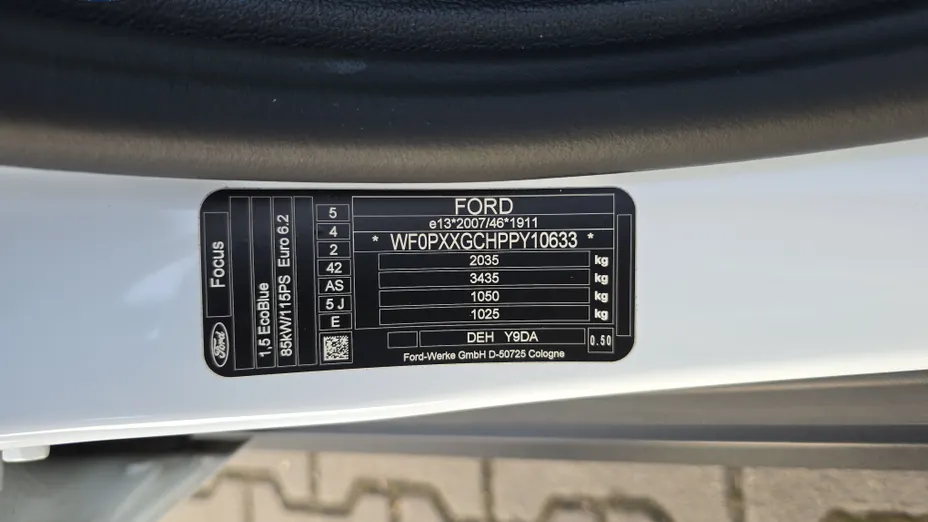 Focus
Ford
1,5 EcoBlue
85kW/115PS Euro 6.2
5
4
2
42
AS
5 J
E
FORD
e13*2007/46*1911
* WF0PXXGCHPPY10633 *
2035 kg
3435 kg
1050 kg
1025 kg
DEH Y9DA
0.50
Ford-Werke GmbH D-50725 Cologne